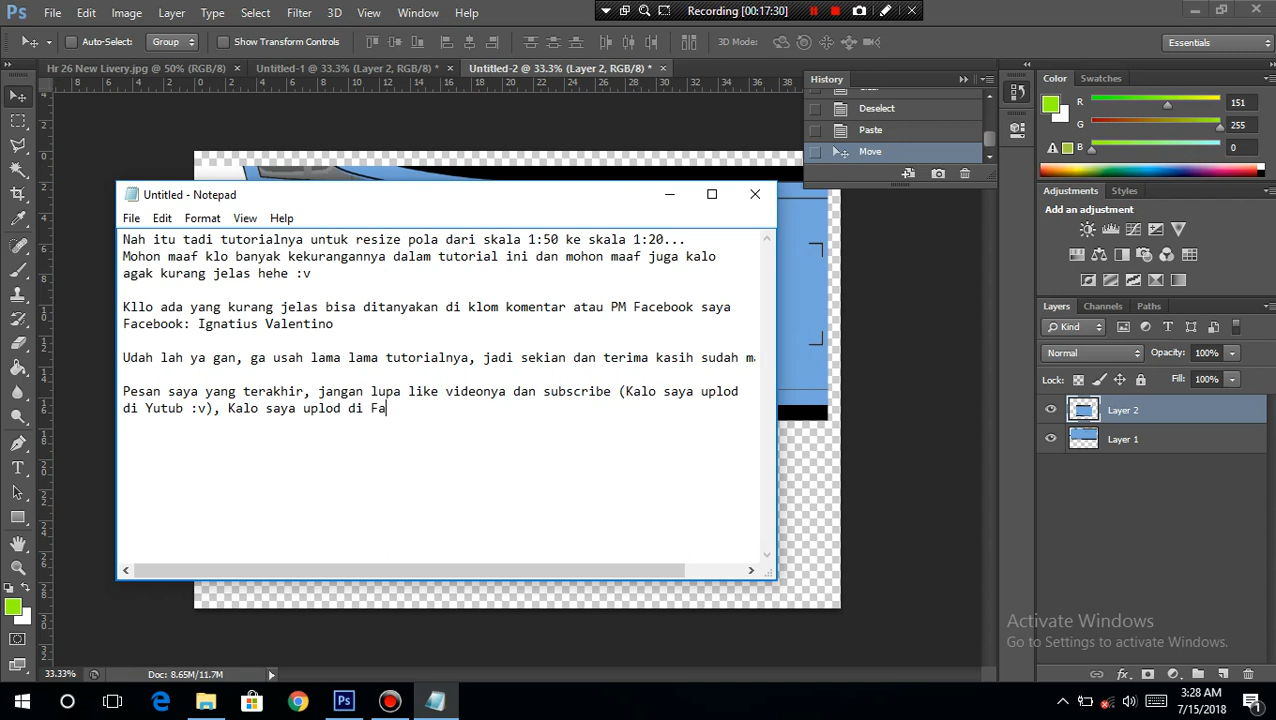 Ps File Edit Image Layer Type Select Filter 3D View Window Help
Recording [00:17:30]
Auto-Select: Group Show Transform Controls 3D Mode: Essentials
Hr 26 New Livery.jpg @ 50% (RGB/8) × Untitled-1 @ 33.3% (Layer 2, RGB/8) * × Untitled-2 @ 33.3% (Layer 2, RGB/8) * ×
History
Deselect
Paste
Move
Color Swatches
R 151
G 255
B 0
Adjustments Styles
Add an adjustment
Layers Channels Paths
Kind
Normal Opacity: 100%
Lock: Fill: 100%
Layer 2
Layer 1
Untitled - Notepad
File Edit Format View Help
Nah itu tadi tutorialnya untuk resize pola dari skala 1:50 ke skala 1:20...
Mohon maaf klo banyak kekurangannya dalam tutorial ini dan mohon maaf juga kalo
agak kurang jelas hehe :v
Kllo ada yang kurang jelas bisa ditanyakan di klom komentar atau PM Facebook saya
Facebook: Ignatius Valentino
Udah lah ya gan, ga usah lama lama tutorialnya, jadi sekian dan terima kasih sudah
Pesan saya yang terakhir, jangan lupa like videonya dan subscribe (Kalo saya uplod
di Yutub :v), Kalo saya uplod di Fa
Activate Windows
Go to Settings to activate Windows.
33.33% Doc: 8.65M/11.7M
3:28 AM
7/15/2018